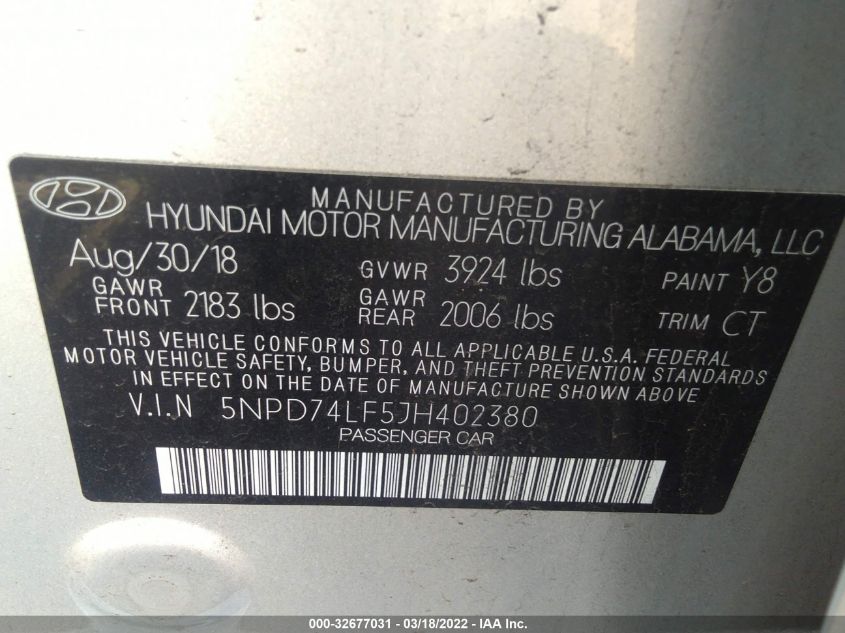 MANUFACTURED BY
HYUNDAI MOTOR MANUFACTURING ALABAMA, LLC
Aug/30/18 GVWR 3924 lbs PAINT Y8
GAWR FRONT 2183 lbs GAWR REAR 2006 lbs TRIM CT
THIS VEHICLE CONFORMS TO ALL APPLICABLE U.S.A. FEDERAL
MOTOR VEHICLE SAFETY, BUMPER, AND THEFT PREVENTION STANDARDS
IN EFFECT ON THE DATE OF MANUFACTURE SHOWN ABOVE
V.I.N 5NPD74LF5JH402380
PASSENGER CAR
000-32677031 - 03/18/2022 - IAA Inc.